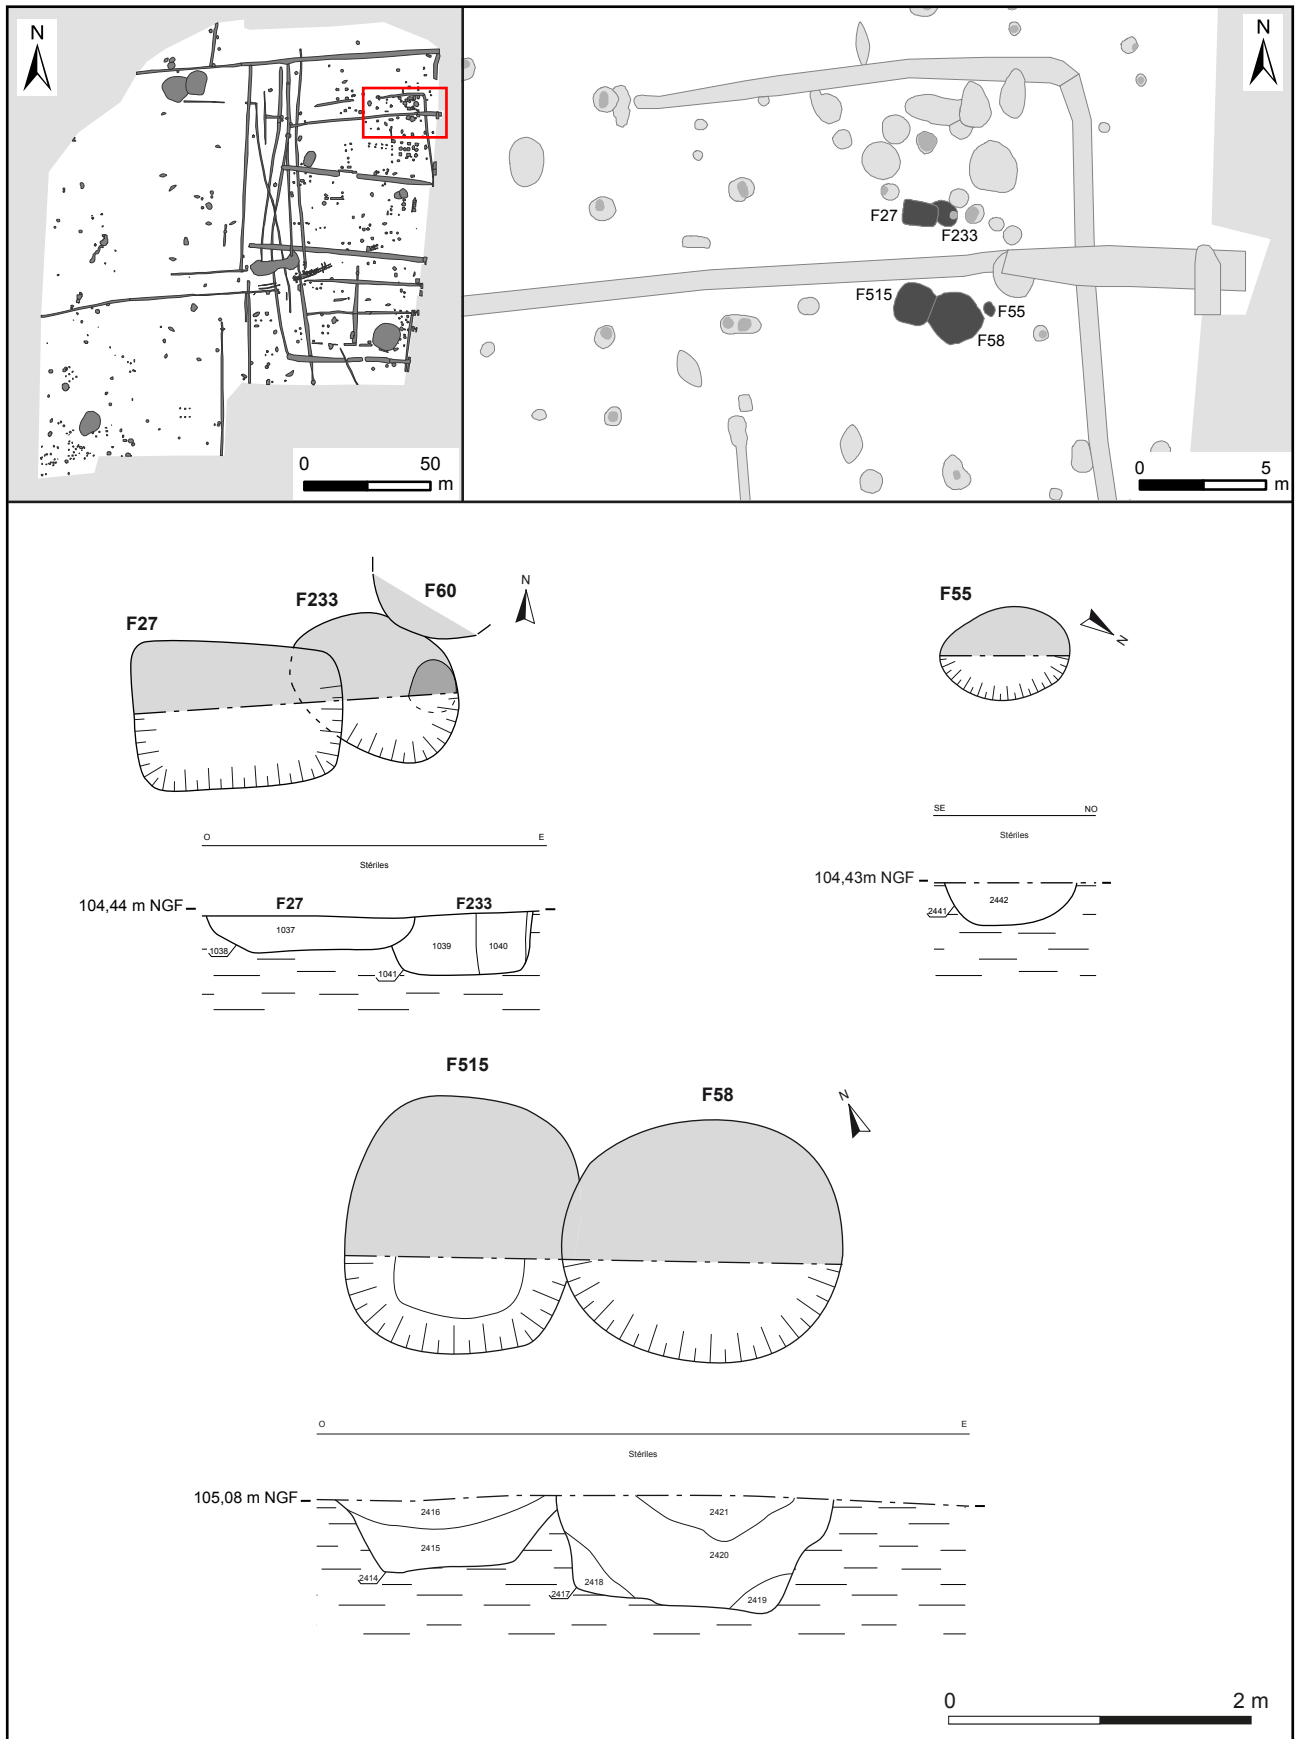 N
0 50
m
N
F27
F233
F515
F55
F58
0 5
m
F60
F233
F27
N
F55
N
O E
Stériles
104,44 m NGF
F27 F233
1037
1038
1039 1040
1041
SE NO
Stériles
104,43m NGF
2442
2441
F515
F58
N
O E
Stériles
105,08 m NGF
2416 2421
2415 2420
2414 2418
2417 2419
0 2 m